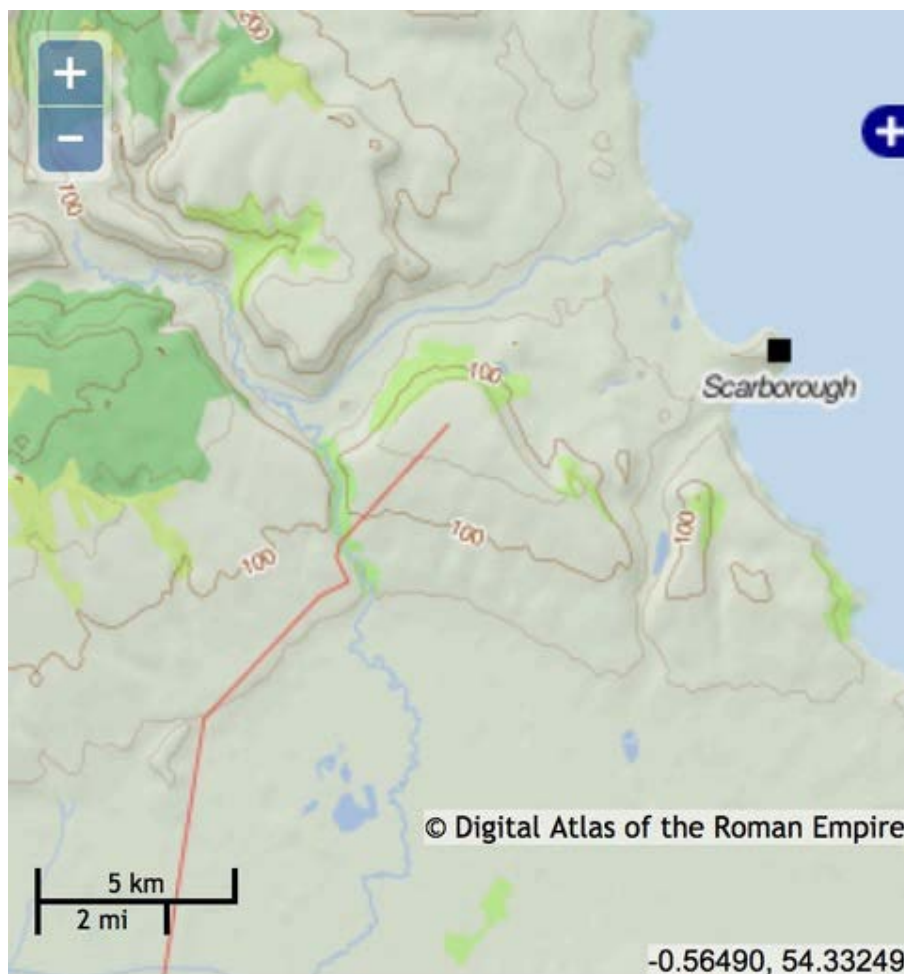 200
+
-
100
+
100
Scarborough
100
100
100
© Digital Atlas of the Roman Empire
5 km
2 mi
-0.56490, 54.33249